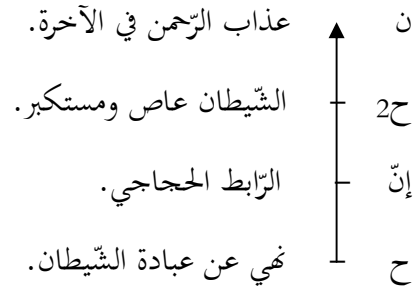 ن عذاب الرّحمن في الآخرة.
ح2 الشّيطان عاص ومستكبر.
إنّ الرّابط الحجاجي.
ح نهي عن عبادة الشّيطان.